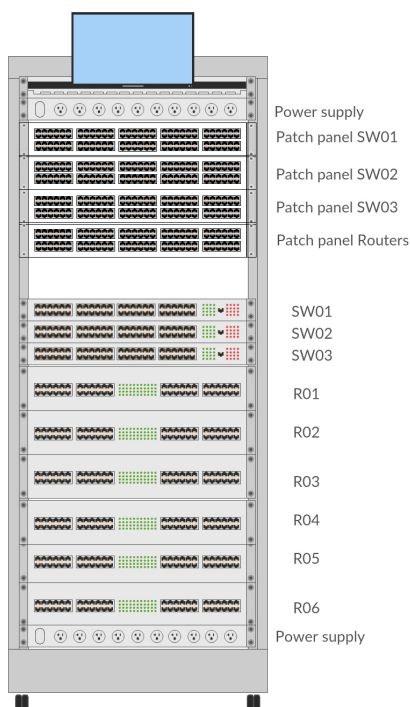 Power supply
Patch panel SW01
Patch panel SW02
Patch panel SW03
Patch panel Routers
SW01
SW02
SW03
R01
R02
R03
R04
R05
R06
Power supply